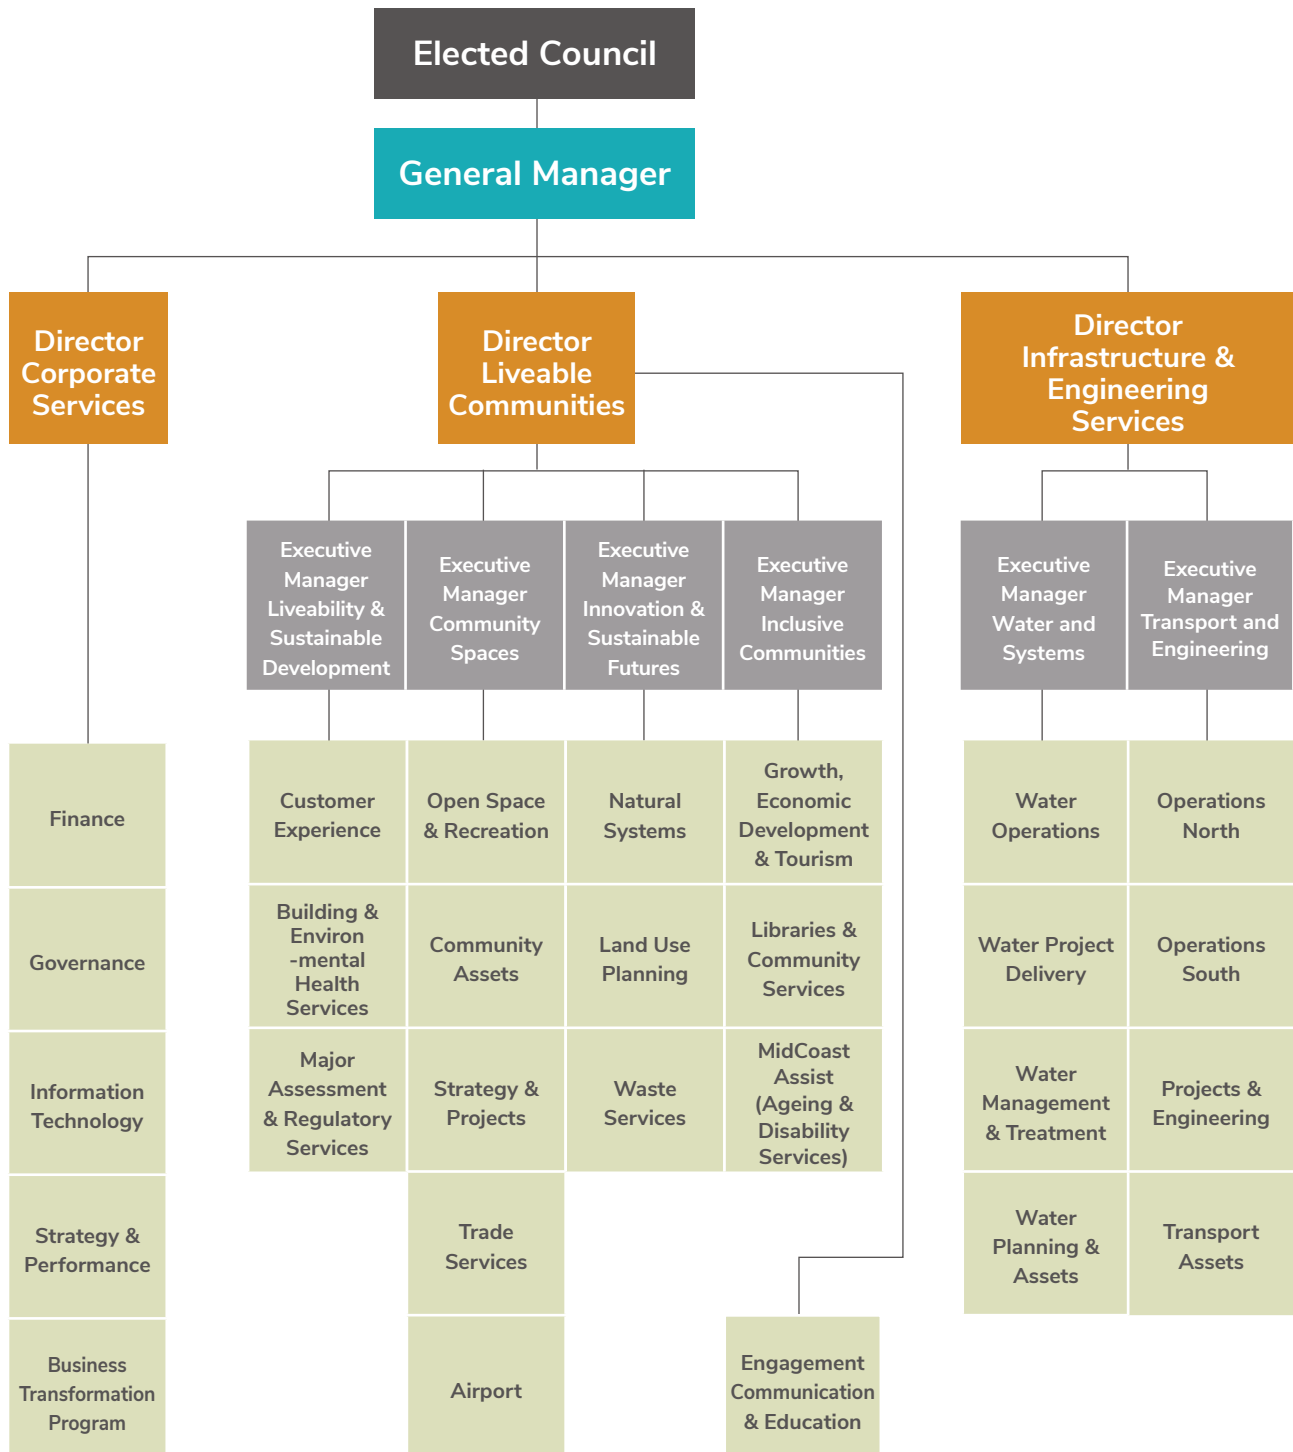 Elected Council
General Manager
Director
Corporate
Services
Director
Liveable
Communities
Director
Infrastructure &
Engineering
Services
Executive
Manager
Liveability &
Sustainable
Development
Executive
Manager
Community
Spaces
Executive
Manager
Innovation &
Sustainable
Futures
Executive
Manager
Inclusive
Communities
Executive
Manager
Water and
Systems
Executive
Manager
Transport and
Engineering
Finance
Governance
Information
Technology
Strategy &
Performance
Business
Transformation
Program
Customer
Experience
Building &
Environ
-mental
Health
Services
Major
Assessment
& Regulatory
Services
Open Space
& Recreation
Community
Assets
Strategy &
Projects
Trade
Services
Airport
Natural
Systems
Land Use
Planning
Waste
Services
Growth,
Economic
Development
& Tourism
Libraries &
Community
Services
MidCoast
Assist
(Ageing &
Disability
Services)
Engagement
Communication
& Education
Water
Operations
Water Project
Delivery
Water
Management
& Treatment
Water
Planning &
Assets
Operations
North
Operations
South
Projects &
Engineering
Transport
Assets